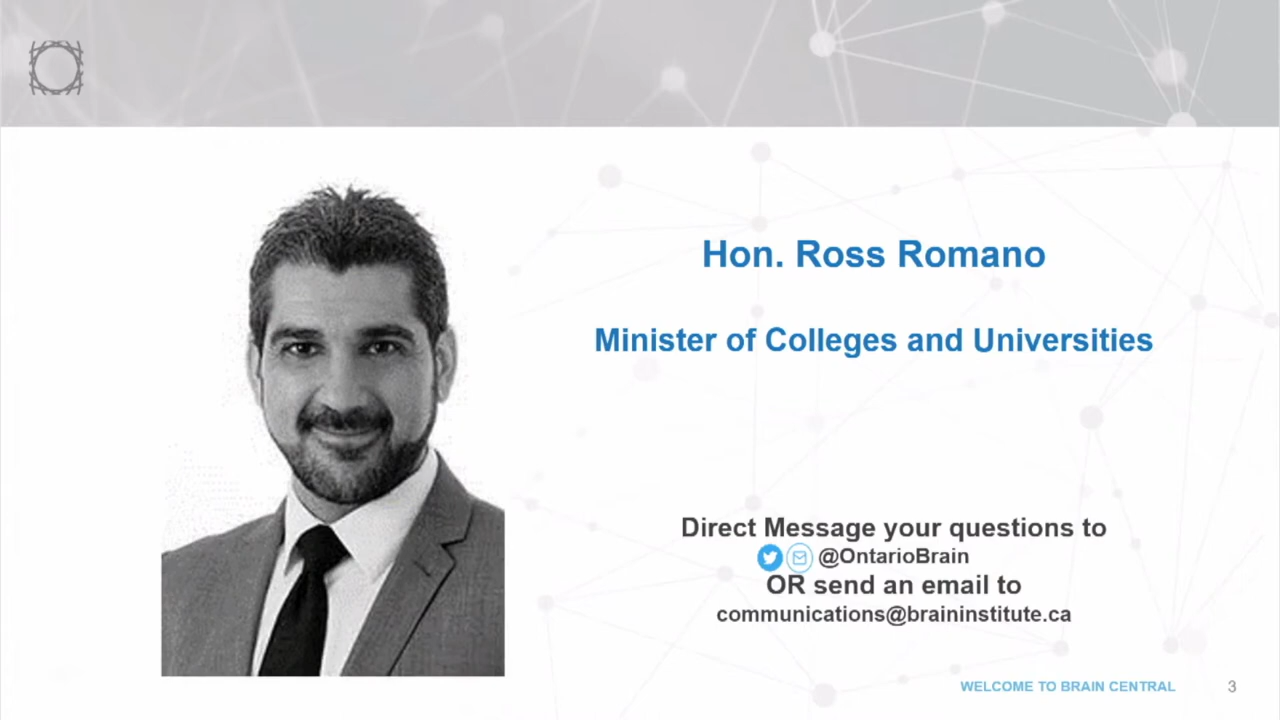 Hon. Ross Romano
Minister of Colleges and Universities
Direct Message your questions to
@OntarioBrain
OR send an email to
communications@braininstitute.ca
WELCOME TO BRAIN CENTRAL 3